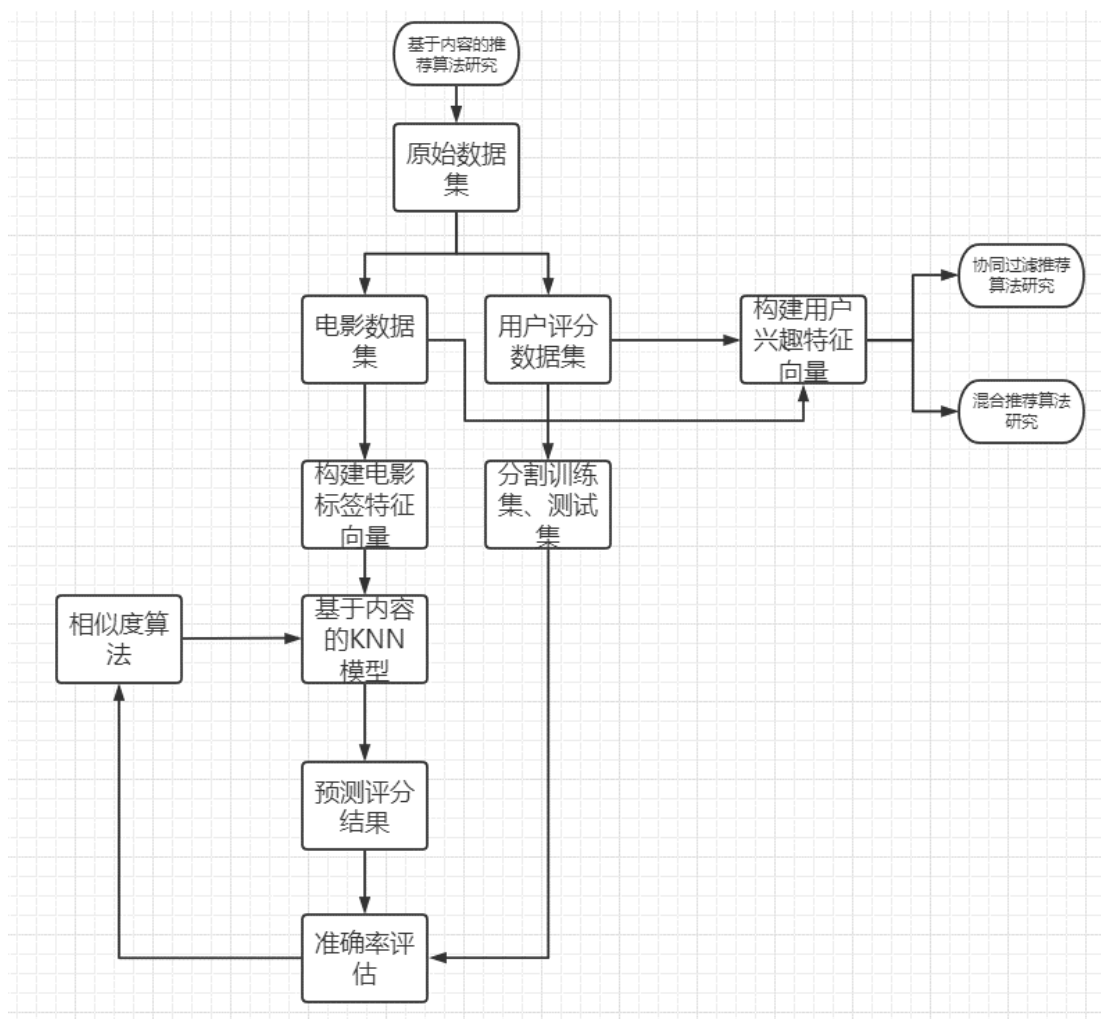 基于内容的推
荐算法研究
原始数据
集
电影数据
集
用户评分
数据集
构建用户
兴趣特征
向量
协同过滤推荐
算法研究
混合推荐算法
研究
构建电影
标签特征
向量
分割训练
集、测试
集
相似度算
法
基于内容
的KNN
模型
预测评分
结果
准确率评
估